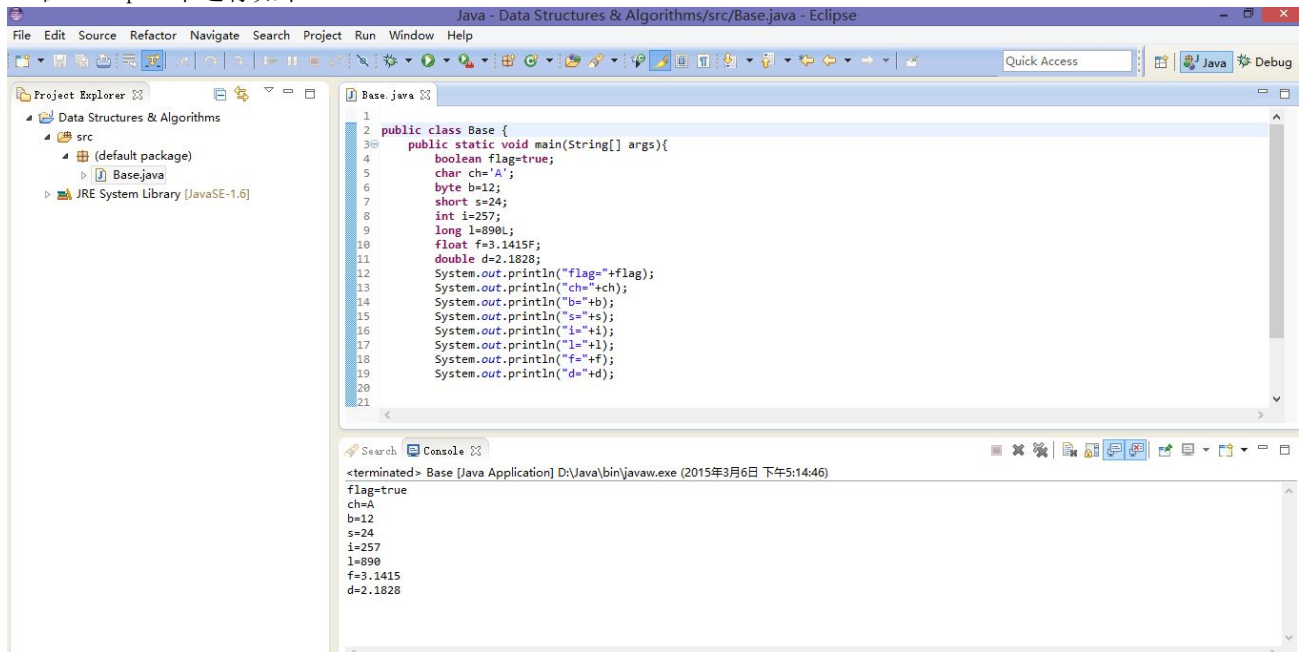 Java - Data Structures & Algorithms/src/Base.java - Eclipse
File Edit Source Refactor Navigate Search Project Run Window Help
Quick Access
Java
Debug
Project Explorer
Data Structures & Algorithms
src
(default package)
Base.java
JRE System Library [JavaSE-1.6]
Base.java
1
2 public class Base {
3 public static void main(String[] args){
4 boolean flag=true;
5 char ch='A';
6 byte b=12;
7 short s=24;
8 int i=257;
9 long l=890L;
10 float f=3.1415F;
11 double d=2.1828;
12 System.out.println("flag="+flag);
13 System.out.println("ch="+ch);
14 System.out.println("b="+b);
15 System.out.println("s="+s);
16 System.out.println("i="+i);
17 System.out.println("l="+l);
18 System.out.println("f="+f);
19 System.out.println("d="+d);
20
21
Search Console
<terminated> Base [Java Application] D:\Java\bin\javaw.exe (2015年3月6日 下午5:14:46)
flag=true
ch=A
b=12
s=24
i=257
l=890
f=3.1415
d=2.1828